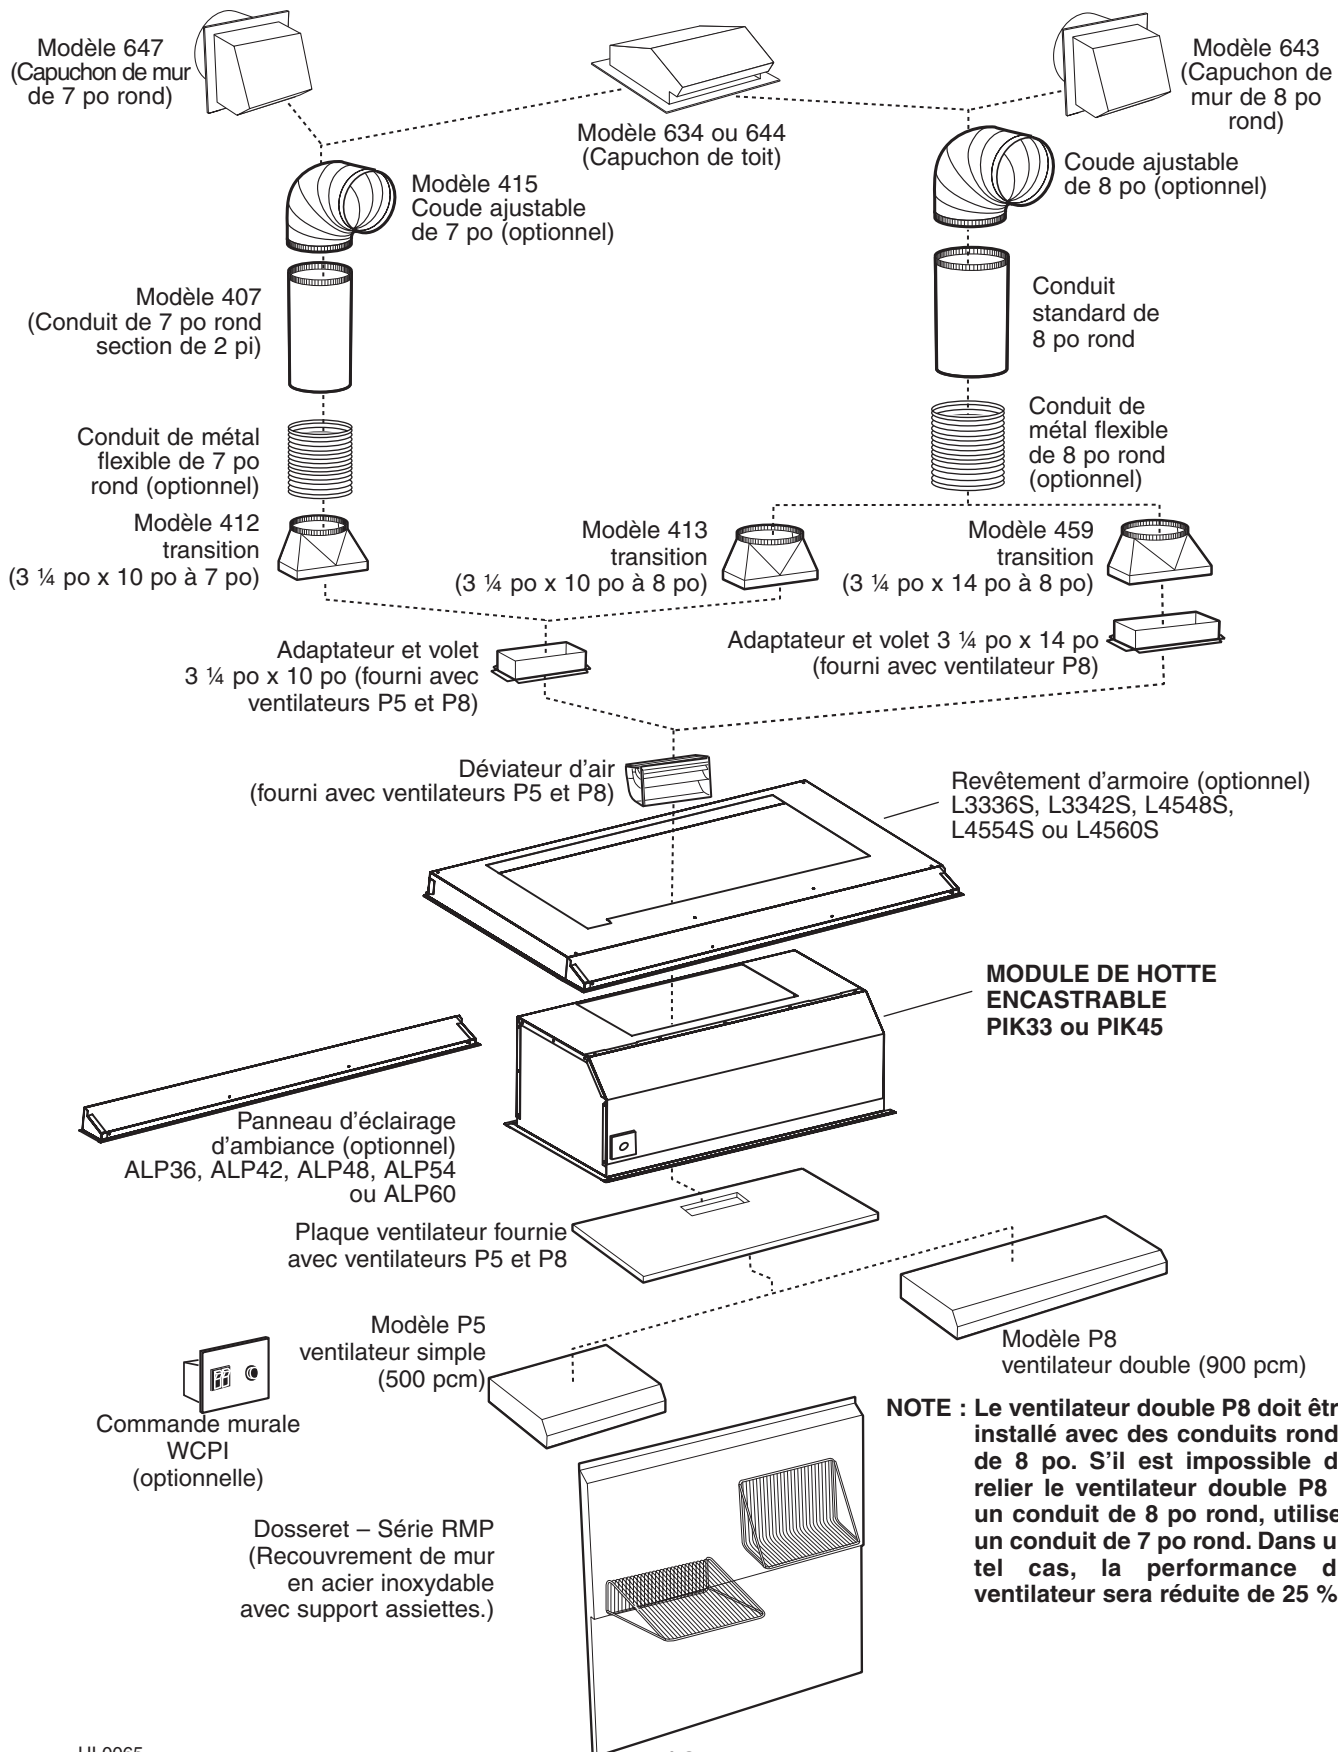 Modèle 647
(Capuchon de mur
de 7 po rond)
Modèle 634 ou 644
(Capuchon de toit)
Modèle 643
(Capuchon de
mur de 8 po
rond)
Modèle 415
Coude ajustable
de 7 po (optionnel)
Coude ajustable
de 8 po (optionnel)
Modèle 407
(Conduit de 7 po rond
section de 2 pi)
Conduit
standard de
8 po rond
Conduit de métal
flexible de 7 po
rond (optionnel)
Conduit de
métal flexible
de 8 po rond
(optionnel)
Modèle 412
transition
(3 ¼ po x 10 po à 7 po)
Modèle 413
transition
(3 ¼ po x 10 po à 8 po)
Modèle 459
transition
(3 ¼ po x 14 po à 8 po)
Adaptateur et volet
3 ¼ po x 10 po (fourni avec
ventilateurs P5 et P8)
Adaptateur et volet 3 ¼ po x 14 po
(fourni avec ventilateur P8)
Déviateur d'air
(fourni avec ventilateurs P5 et P8)
Revêtement d'armoire (optionnel)
L3336S, L3342S, L4548S,
L4554S ou L4560S
MODULE DE HOTTE
ENCASTRABLE
PIK33 ou PIK45
Panneau d'éclairage
d'ambiance (optionnel)
ALP36, ALP42, ALP48, ALP54
ou ALP60
Plaque ventilateur fournie
avec ventilateurs P5 et P8
Modèle P5
ventilateur simple
(500 pcm)
Modèle P8
ventilateur double (900 pcm)
Commande murale
WCPI
(optionnelle)
NOTE : Le ventilateur double P8 doit êtr
installé avec des conduits rond
de 8 po. S'il est impossible d
relier le ventilateur double P8
un conduit de 8 po rond, utilise
un conduit de 7 po rond. Dans u
tel cas, la performance d
ventilateur sera réduite de 25 %
Dosseret – Série RMP
(Recouvrement de mur
en acier inoxydable
avec support assiettes.)